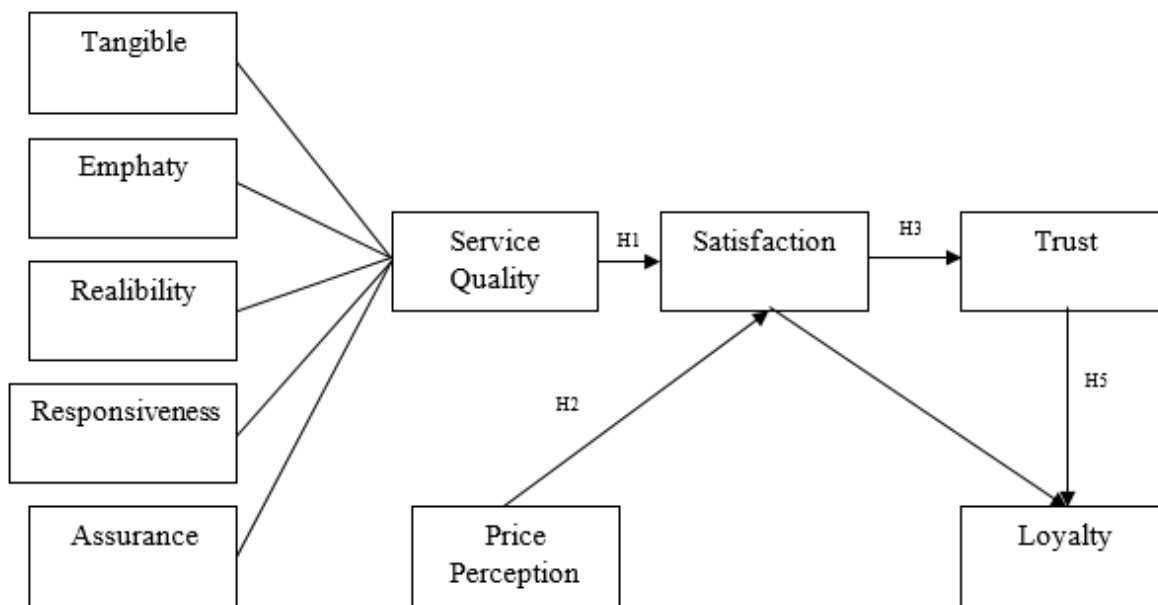 Tangible
Emphaty
Realibility
Responsiveness
Assurance
Service
Quality
H1
Satisfaction
H3
Trust
H2
H5
Price
Perception
Loyalty